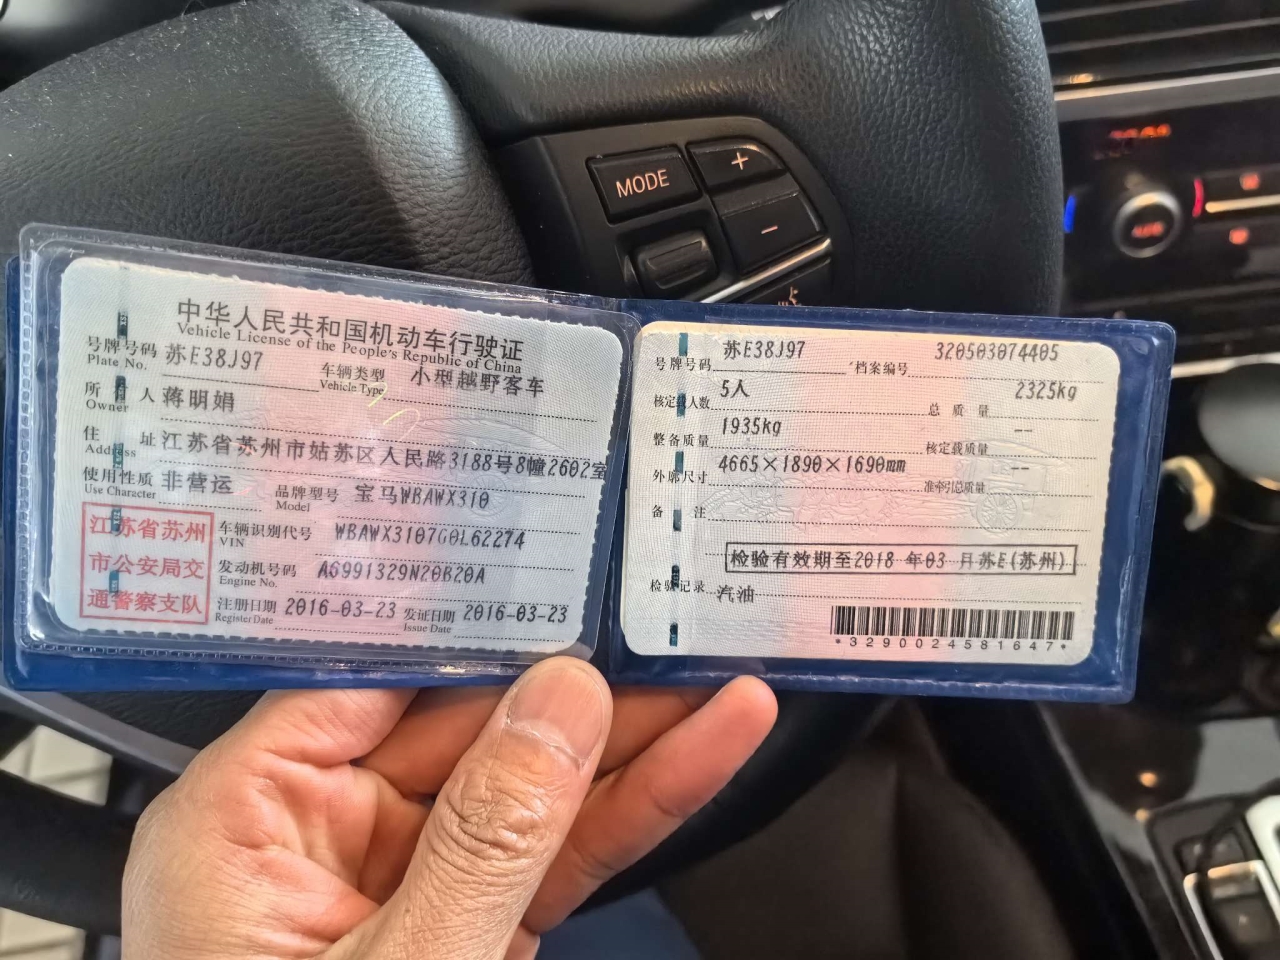 MODE
+
−
中华人民共和国机动车行驶证
Vehicle License of the People's Republic of China
号牌号码 苏E38J97 车辆类型 小型越野客车
Plate No. Vehicle Type
所有人 蒋明娟
Owner
住址 江苏省苏州市姑苏区人民路3188号8幢2602室
Address
使用性质 非营运 品牌型号 宝马WBAWX310
Use Character Model
江苏省苏州
市公安局交
通警察支队
车辆识别代号 WBAWX3107G0L62274
VIN
发动机号码 A6991329N20B20A
Engine No.
注册日期 2016-03-23 发证日期 2016-03-23
Register Date Issue Date
号牌号码 苏E38J97 档案编号 320503074405
核定载人数 5人 总质量 2325kg
整备质量 1935kg 核定载质量 --
外廓尺寸 4665×1890×1690mm 准牵引总质量 --
备注
检验有效期至2018年03月苏E(苏州)
检验记录 汽油
*3290024581647*